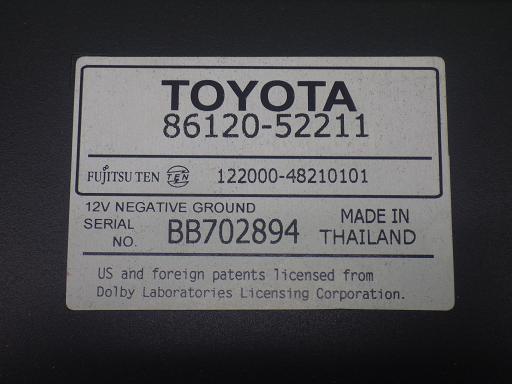 TOYOTA
86120-52211
FUJITSU TEN TEN 122000-48210101
12V NEGATIVE GROUND
SERIAL NO. BB702894
MADE IN THAILAND
US and foreign patents licensed from
Dolby Laboratories Licensing Corporation.